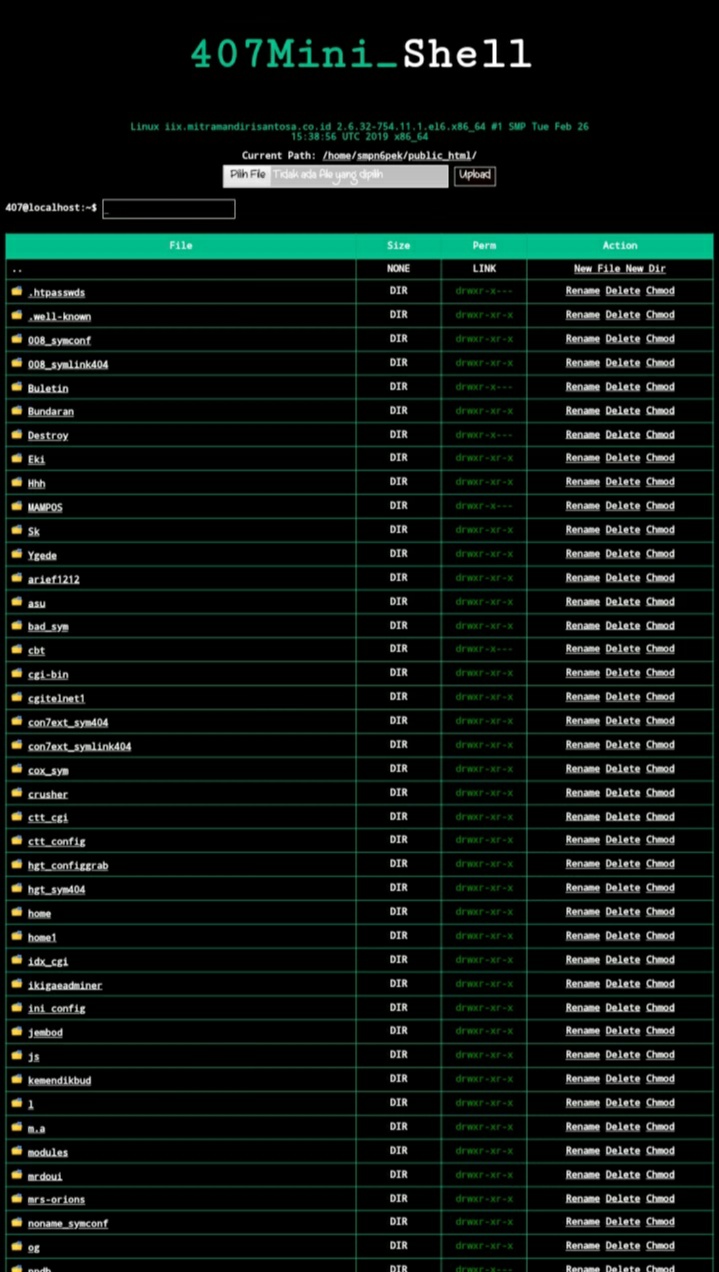 407Mini_Shell
Linux iix.mitramandirisantosa.co.id 2.6.32-754.11.1.el6.x86_64 #1 SMP Tue Feb 26
15:38:56 UTC 2019 x86_64
Current Path: /home/smpn6pek/public_html/
Pilih File Tidak ada file yang dipilih Upload
407@localhost:~$ _
File Size Perm Action
.. NONE LINK New File New Dir
.htpasswds DIR drwxr-x--- Rename Delete Chmod
.well-known DIR drwxr-xr-x Rename Delete Chmod
008_symconf DIR drwxr-xr-x Rename Delete Chmod
008_symlink404 DIR drwxr-xr-x Rename Delete Chmod
Buletin DIR drwxr-x--- Rename Delete Chmod
Bundaran DIR drwxr-xr-x Rename Delete Chmod
Destroy DIR drwxr-x--- Rename Delete Chmod
Eki DIR drwxr-xr-x Rename Delete Chmod
Hhh DIR drwxr-xr-x Rename Delete Chmod
MAMPOS DIR drwxr-x--- Rename Delete Chmod
Sk DIR drwxr-xr-x Rename Delete Chmod
Ygede DIR drwxr-xr-x Rename Delete Chmod
arief1212 DIR drwxr-xr-x Rename Delete Chmod
asu DIR drwxr-xr-x Rename Delete Chmod
bad_sym DIR drwxr-xr-x Rename Delete Chmod
cbt DIR drwxr-x--- Rename Delete Chmod
cgi-bin DIR drwxr-xr-x Rename Delete Chmod
cgitelnet1 DIR drwxr-xr-x Rename Delete Chmod
con7ext_sym404 DIR drwxr-xr-x Rename Delete Chmod
con7ext_symlink404 DIR drwxr-xr-x Rename Delete Chmod
cox_sym DIR drwxr-xr-x Rename Delete Chmod
crusher DIR drwxr-xr-x Rename Delete Chmod
ctt_cgi DIR drwxr-xr-x Rename Delete Chmod
ctt_config DIR drwxr-xr-x Rename Delete Chmod
hgt_configgrab DIR drwxr-xr-x Rename Delete Chmod
hgt_sym404 DIR drwxr-xr-x Rename Delete Chmod
home DIR drwxr-xr-x Rename Delete Chmod
home1 DIR drwxr-xr-x Rename Delete Chmod
idx_cgi DIR drwxr-xr-x Rename Delete Chmod
ikigaeadminer DIR drwxr-xr-x Rename Delete Chmod
ini_config DIR drwxr-xr-x Rename Delete Chmod
jembod DIR drwxr-xr-x Rename Delete Chmod
js DIR drwxr-xr-x Rename Delete Chmod
kemendikbud DIR drwxr-xr-x Rename Delete Chmod
l DIR drwxr-xr-x Rename Delete Chmod
m.a DIR drwxr-xr-x Rename Delete Chmod
modules DIR drwxr-xr-x Rename Delete Chmod
mrdoui DIR drwxr-xr-x Rename Delete Chmod
mrs-orions DIR drwxr-xr-x Rename Delete Chmod
noname_symconf DIR drwxr-xr-x Rename Delete Chmod
og DIR drwxr-xr-x Rename Delete Chmod
DIR drwxr-x--- Rename Delete Chmod